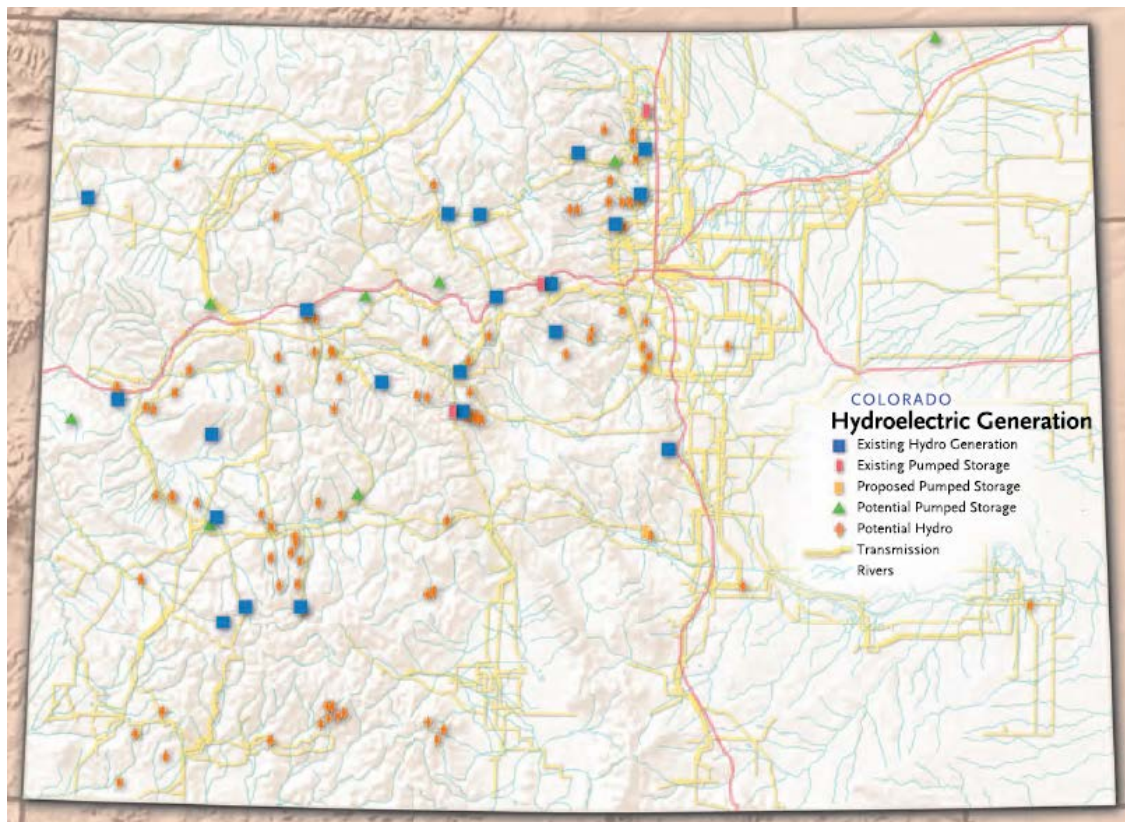 COLORADO
Hydroelectric Generation
Existing Hydro Generation
Existing Pumped Storage
Proposed Pumped Storage
Potential Pumped Storage
Potential Hydro
Transmission
Rivers